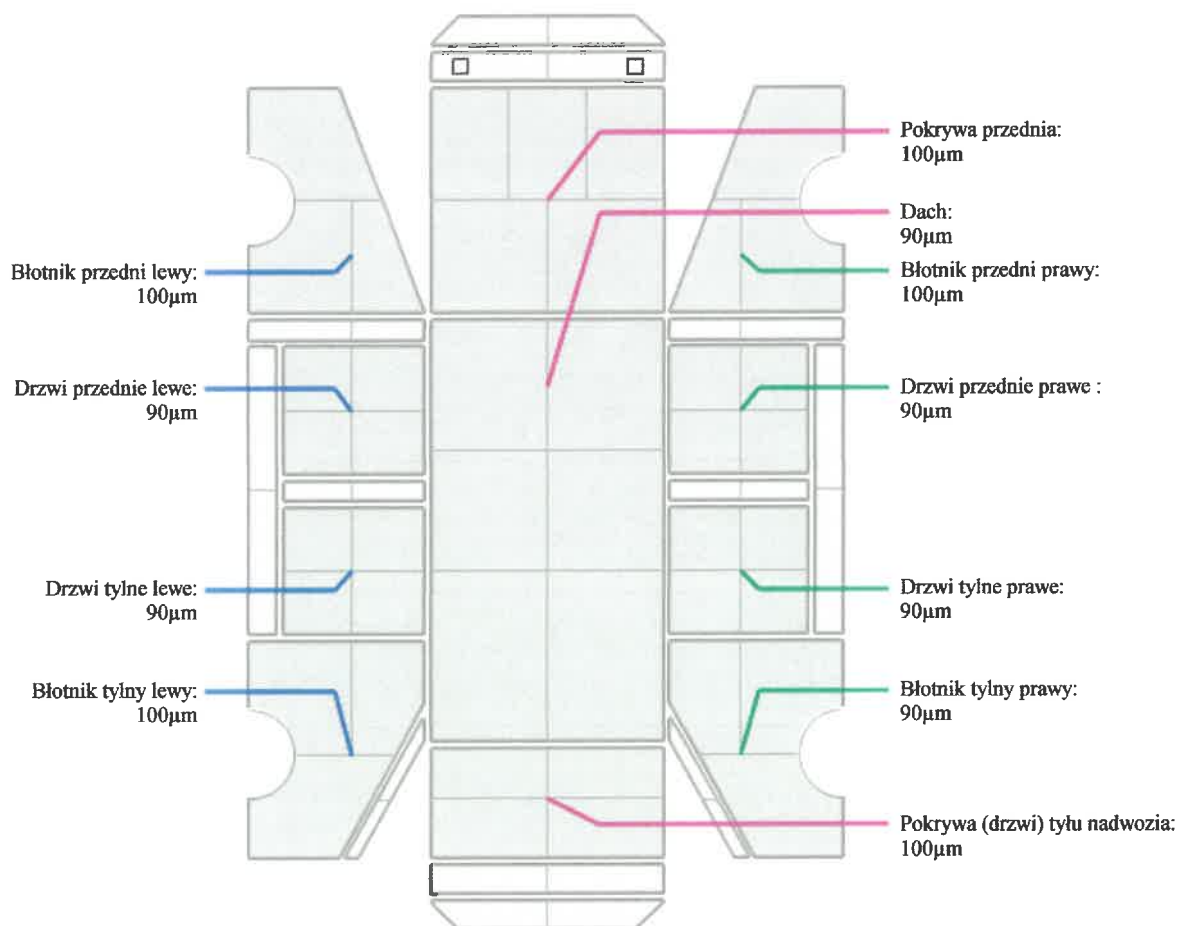 Pokrywa przednia:
100µm
Dach:
90µm
Błotnik przedni lewy:
100µm
Błotnik przedni prawy:
100µm
Drzwi przednie lewe:
90µm
Drzwi przednie prawe :
90µm
Drzwi tylne lewe:
90µm
Drzwi tylne prawe:
90µm
Błotnik tylny lewy:
100µm
Błotnik tylny prawy:
90µm
Pokrywa (drzwi) tyłu nadwozia:
100µm